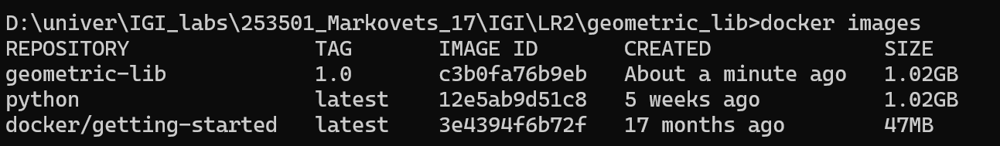 D:\univer\IGI_labs\253501_Markovets_17\IGI\LR2\geometric_lib>docker images
REPOSITORY TAG IMAGE ID CREATED SIZE
geometric-lib 1.0 c3b0fa76b9eb About a minute ago 1.02GB
python latest 12e5ab9d51c8 5 weeks ago 1.02GB
docker/getting-started latest 3e4394f6b72f 17 months ago 47MB